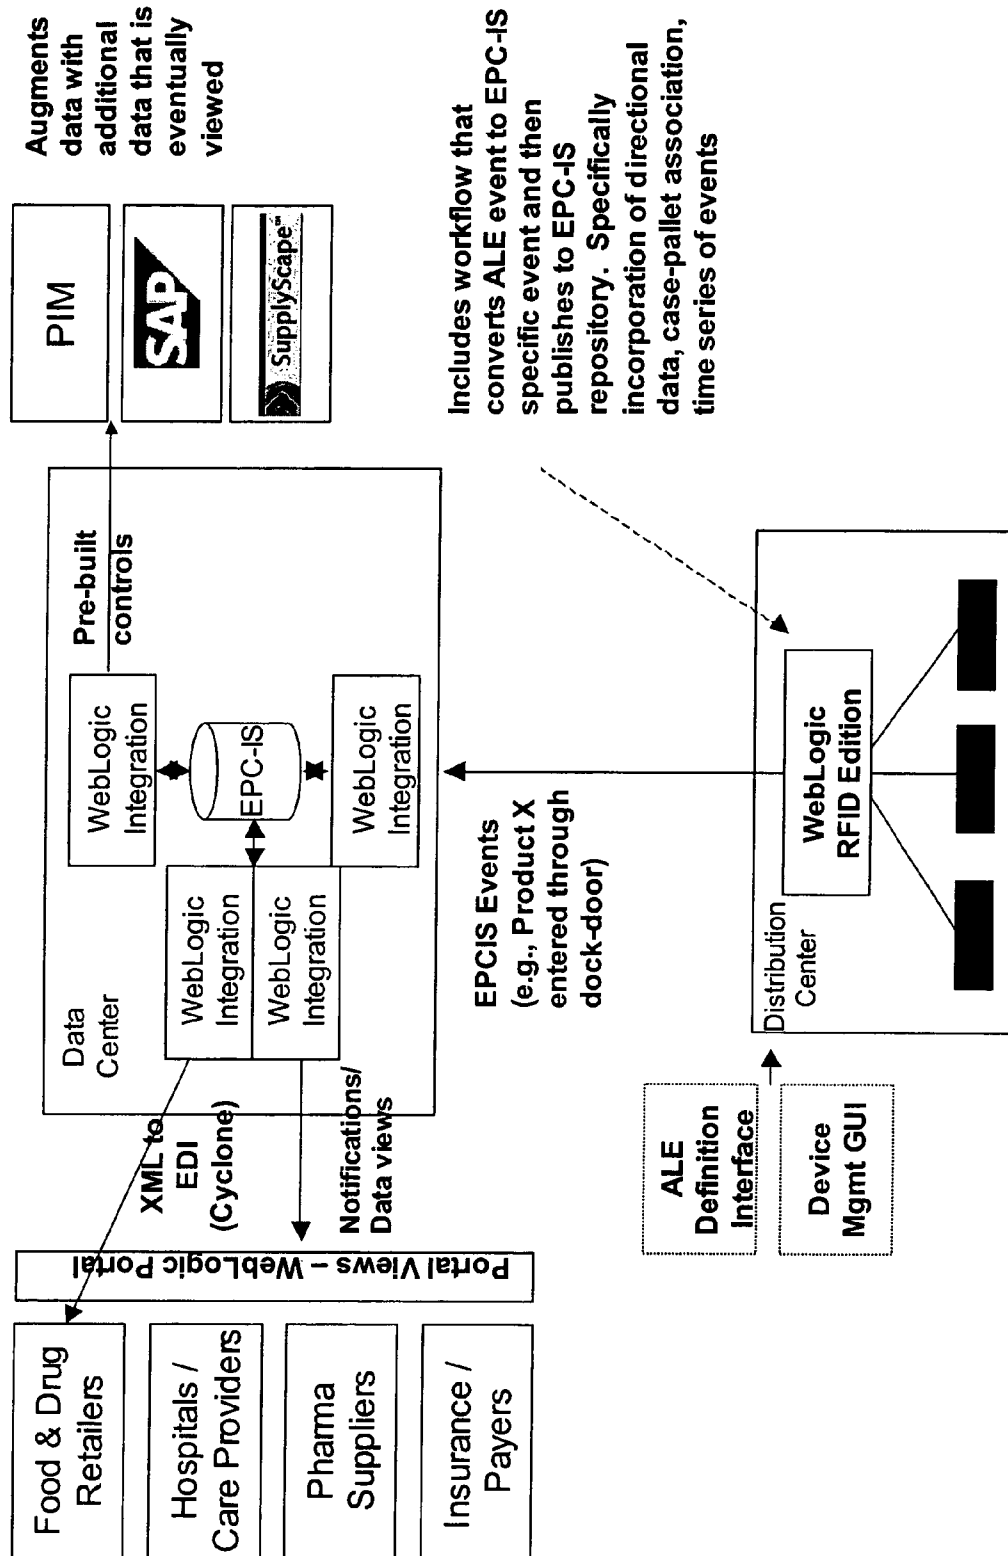 Food & Drug
Retailers
Hospitals /
Care Providers
Pharma
Suppliers
Insurance /
Payers
Portal Views – WebLogic Portal
XML to
EDI
(Cyclone)
Notifications/
Data views
Data
Center
WebLogic
Integration
WebLogic
Integration
EPC-IS
WebLogic
Integration
WebLogic
Integration
Pre-built
controls
PIM
SAP
SupplyScape™
Augments
data with
additional
data that is
eventually
viewed
EPCIS Events
(e.g., Product X
entered through
dock-door)
Includes workflow that
converts ALE event to EPC-IS
specific event and then
publishes to EPC-IS
repository. Specifically
incorporation of directional
data, case-pallet association,
time series of events
ALE
Definition
Interface
Device
Mgmt GUI
Distribution
Center
WebLogic
RFID Edition